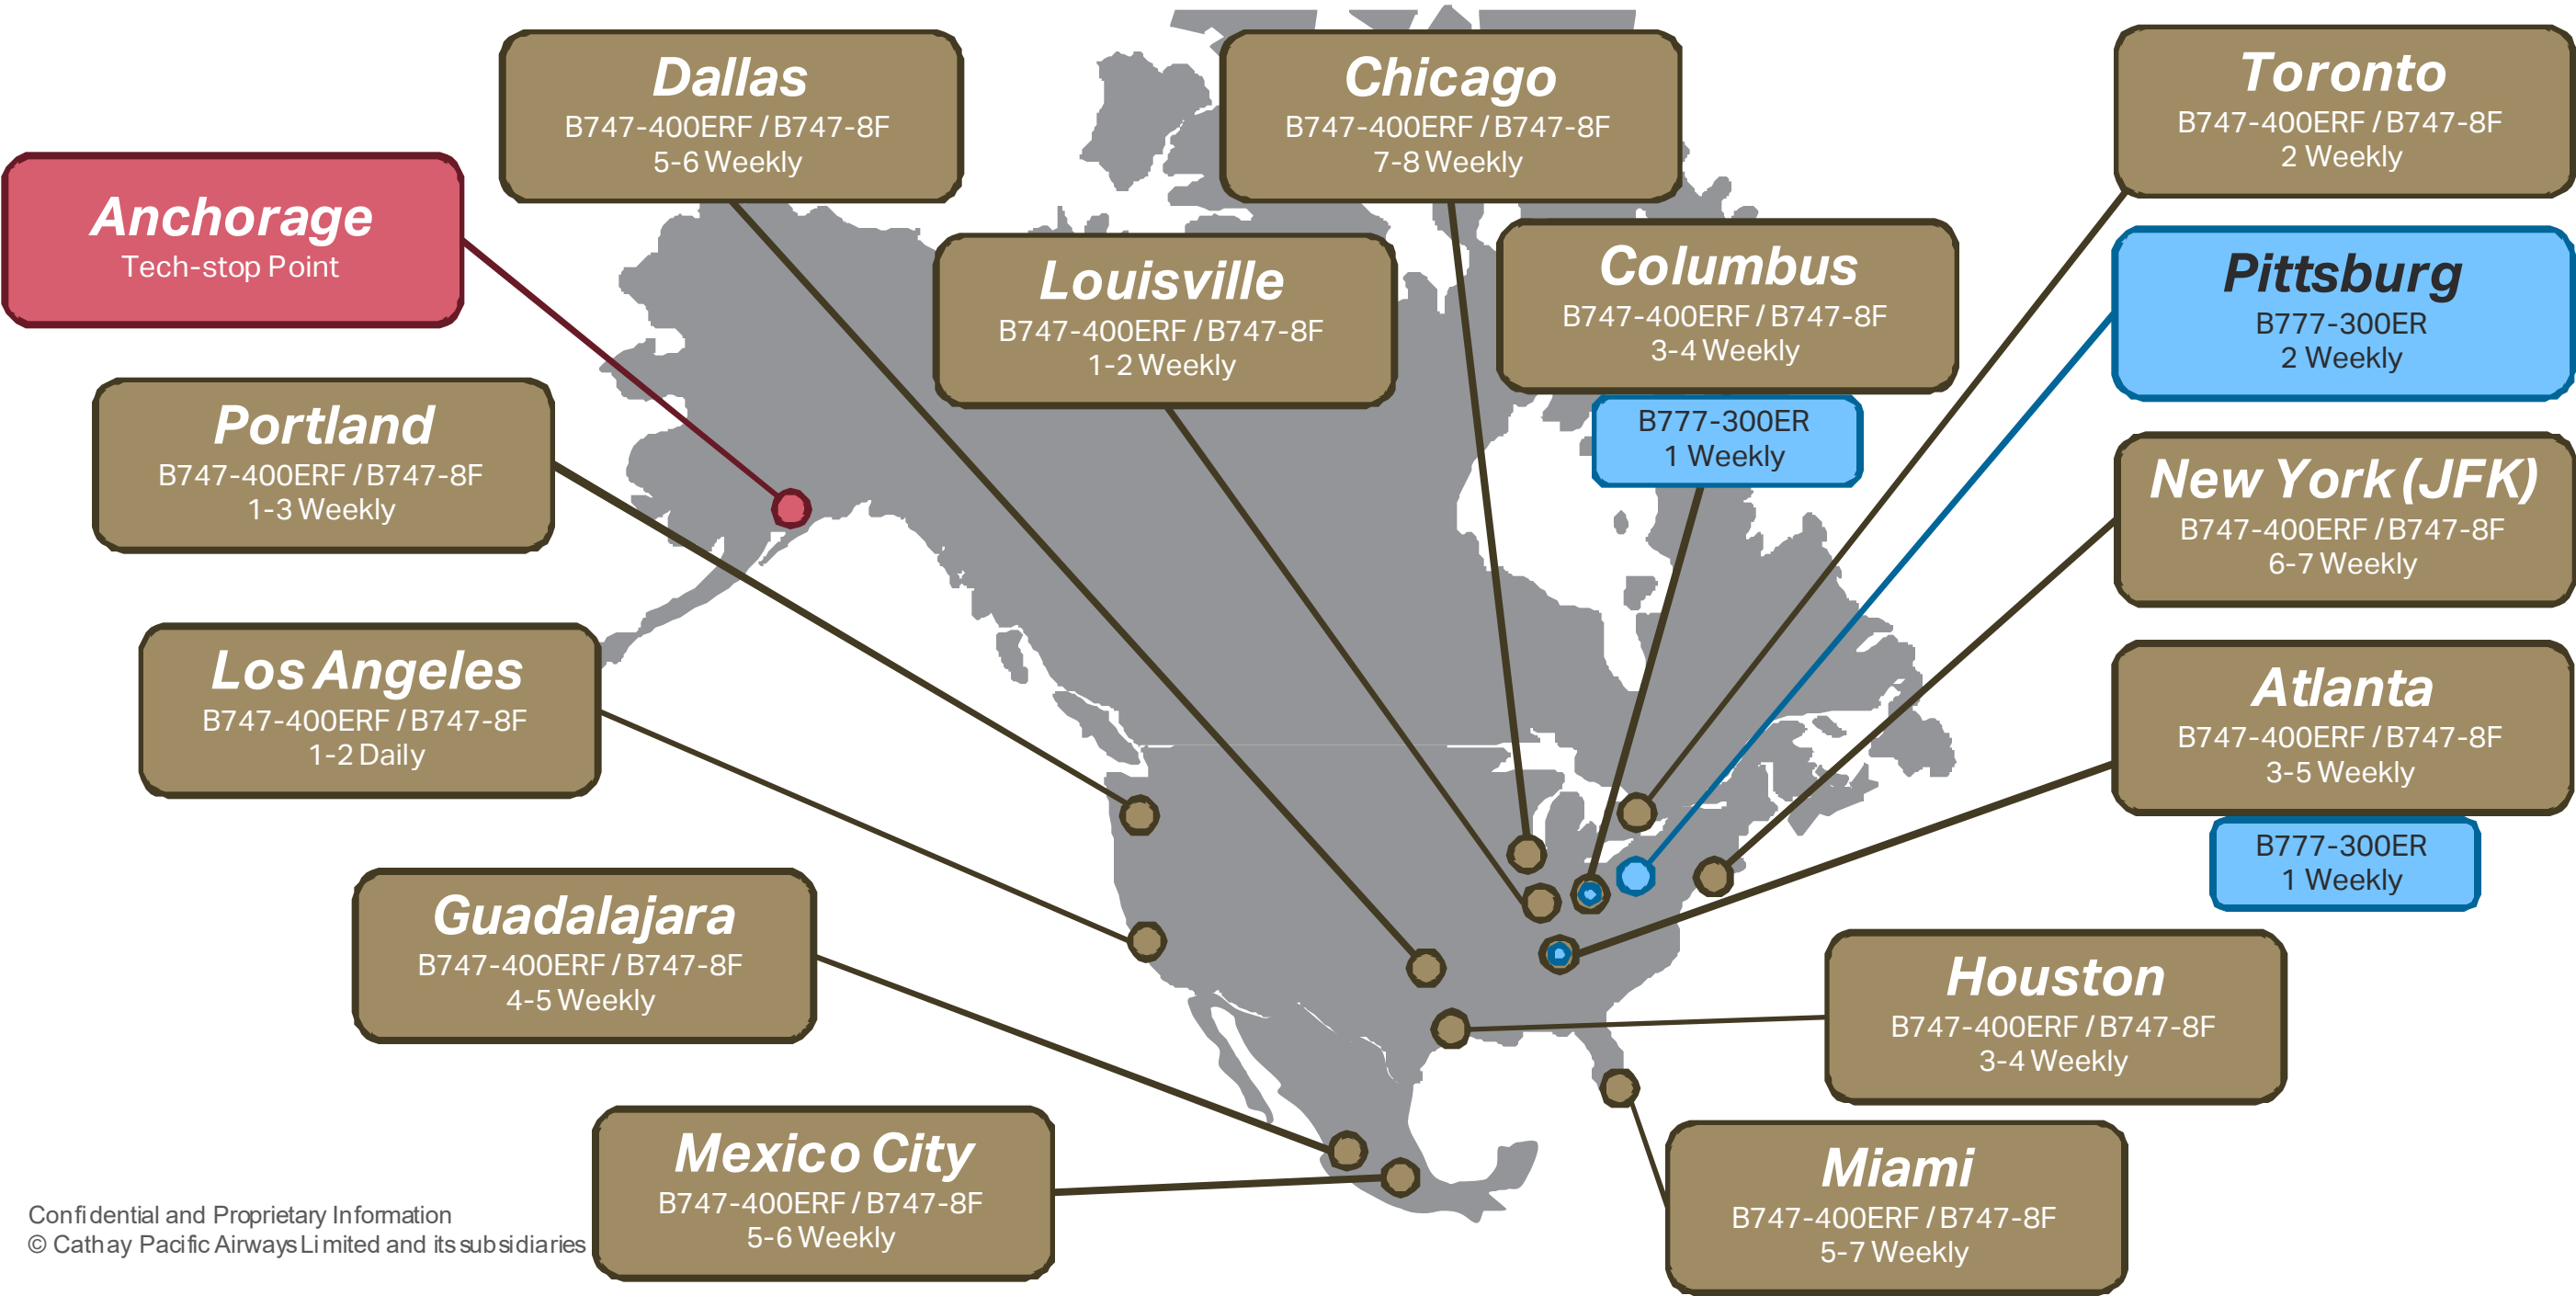 Dallas
B747-400ERF / B747-8F
5-6 Weekly
Chicago
B747-400ERF / B747-8F
7-8 Weekly
Toronto
B747-400ERF / B747-8F
2 Weekly
Anchorage
Tech-stop Point
Louisville
B747-400ERF / B747-8F
1-2 Weekly
Columbus
B747-400ERF / B747-8F
3-4 Weekly
B777-300ER
1 Weekly
Pittsburg
B777-300ER
2 Weekly
Portland
B747-400ERF / B747-8F
1-3 Weekly
New York (JFK)
B747-400ERF / B747-8F
6-7 Weekly
Los Angeles
B747-400ERF / B747-8F
1-2 Daily
Atlanta
B747-400ERF / B747-8F
3-5 Weekly
B777-300ER
1 Weekly
Guadalajara
B747-400ERF / B747-8F
4-5 Weekly
Houston
B747-400ERF / B747-8F
3-4 Weekly
Mexico City
B747-400ERF / B747-8F
5-6 Weekly
Miami
B747-400ERF / B747-8F
5-7 Weekly
Confidential and Proprietary Information
© Cathay Pacific Airways Limited and its subsidiaries